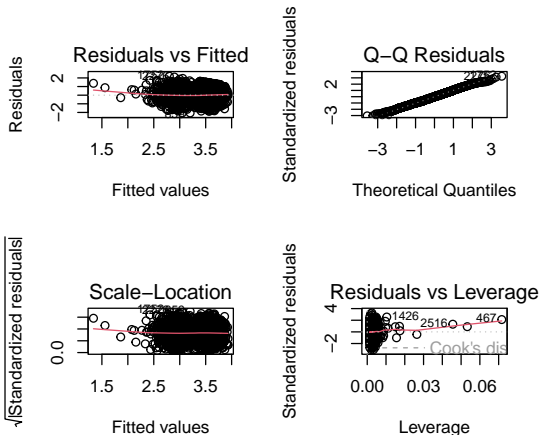 Residuals vs Fitted
Residuals
2
−2
1.5 2.5 3.5
Fitted values
Q−Q Residuals
Standardized residuals
2
−3
−3 −1 1 3
Theoretical Quantiles
Scale−Location
√|Standardized residuals|
0.0
1.5 2.5 3.5
Fitted values
Residuals vs Leverage
Standardized residuals
4
−2
1426
2516
467
Cook's dis
0.00 0.03 0.06
Leverage